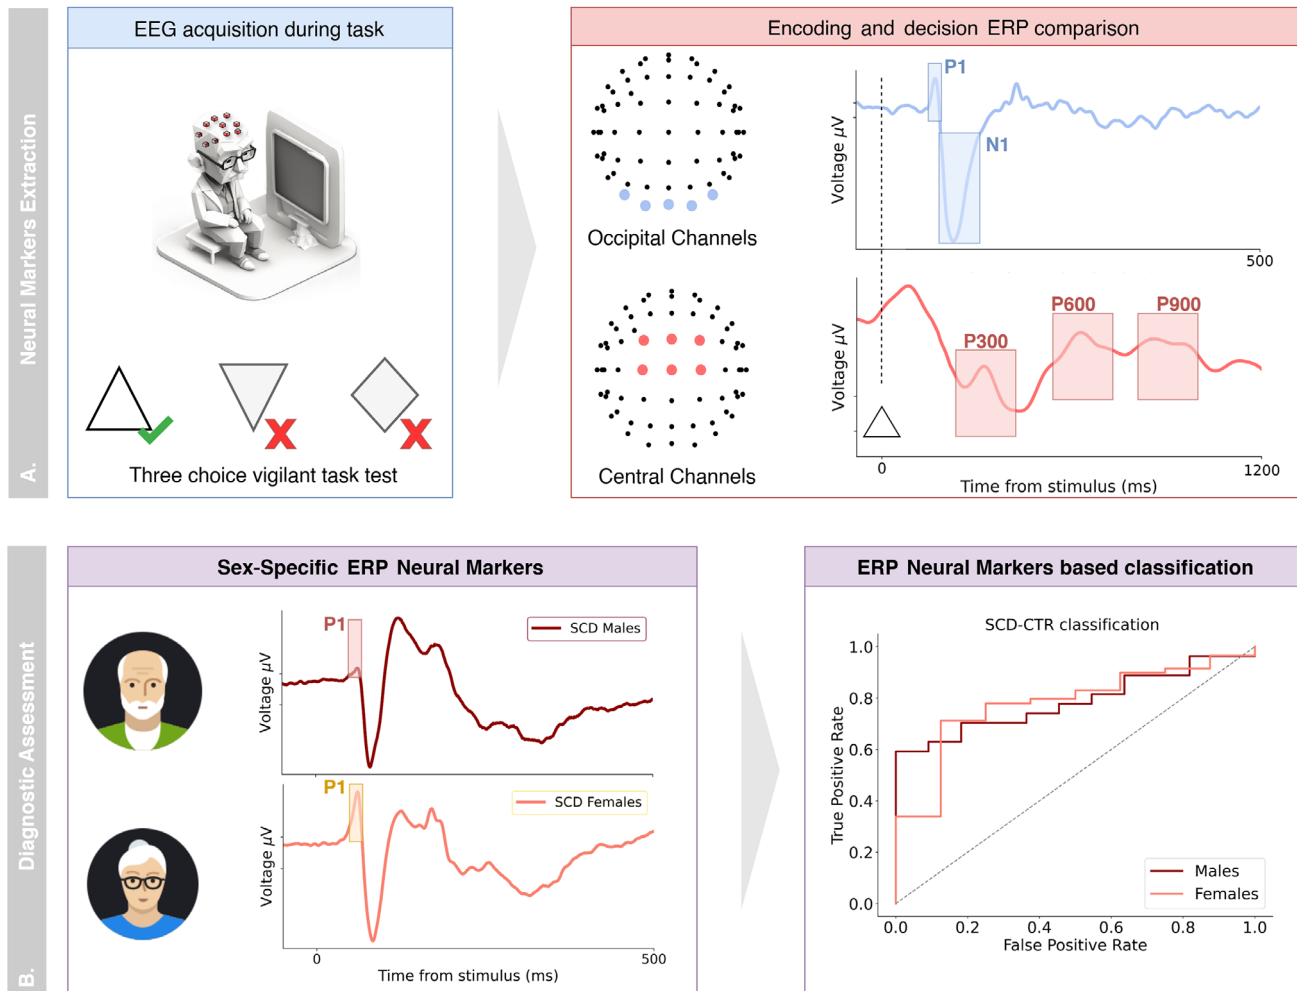 A. Neural Markers Extraction
EEG acquisition during task
Three choice vigilant task test
Encoding and decision ERP comparison
Occipital Channels
Voltage µV
P1
N1
500
Central Channels
Voltage µV
P300
P600
P900
0
1200
Time from stimulus (ms)
B. Diagnostic Assessment
Sex-Specific ERP Neural Markers
P1
SCD Males
Voltage µV
P1
SCD Females
Voltage µV
0
500
Time from stimulus (ms)
ERP Neural Markers based classification
SCD-CTR classification
True Positive Rate
1.0
0.8
0.6
0.4
0.2
0.0
Males
Females
0.0 0.2 0.4 0.6 0.8 1.0
False Positive Rate